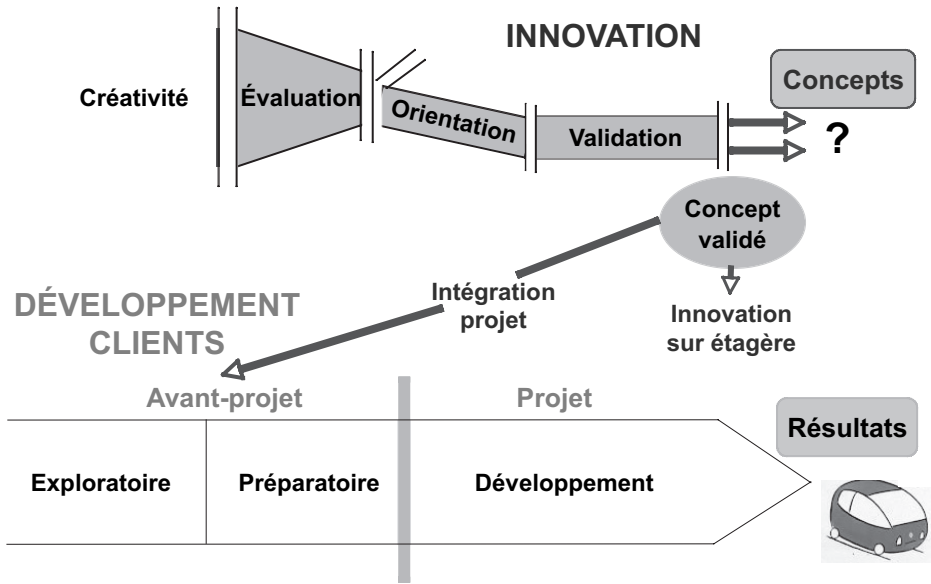 INNOVATION
Créativité
Évaluation
Orientation
Validation
Concepts
?
Concept
validé
Intégration
projet
Innovation
sur étagère
DÉVELOPPEMENT
CLIENTS
Avant-projet
Projet
Résultats
Exploratoire
Préparatoire
Développement